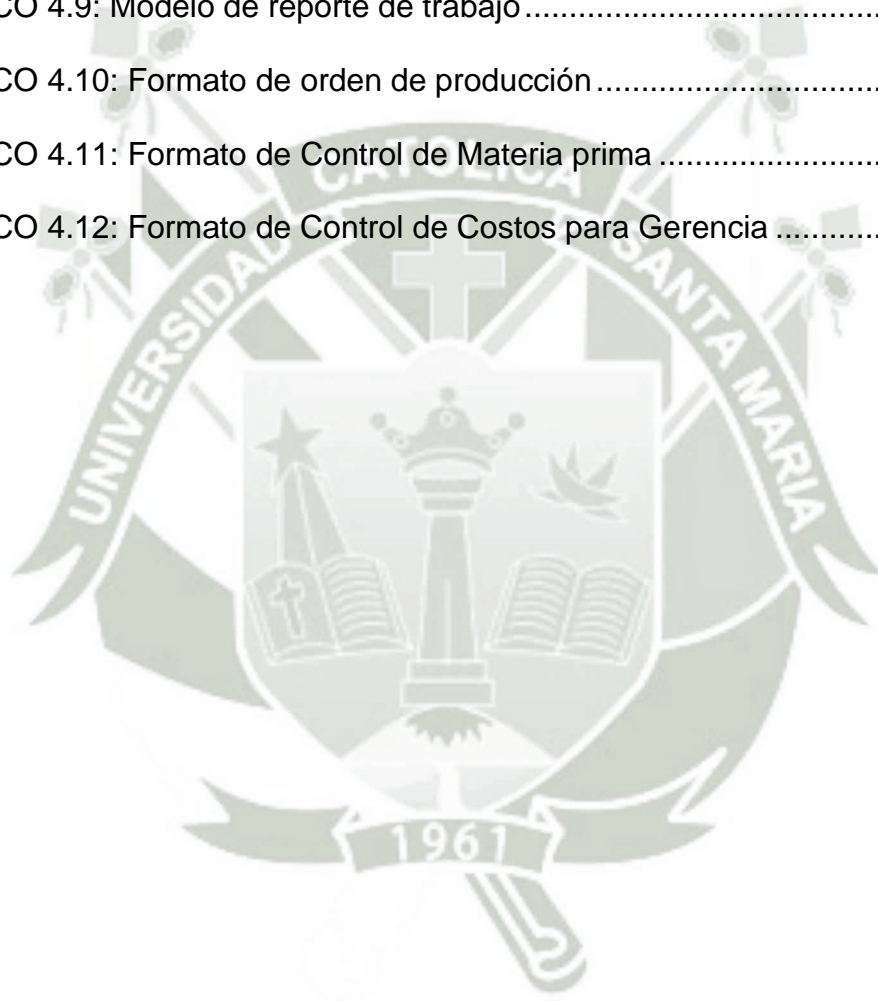 CO 4.9: Modelo de reporte de trabajo........................................
CO 4.10: Formato de orden de producción................................
CO 4.11: Formato de Control de Materia prima........................
CO 4.12: Formato de Control de Costos para Gerencia............
UNIVERSIDAD CATOLICA SANTA MARIA
1961